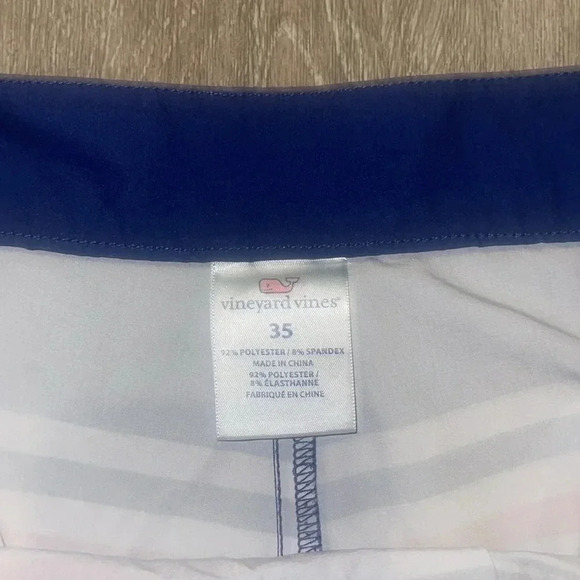 vineyard vines®
35
92% POLYESTER / 8% SPANDEX
MADE IN CHINA
92% POLYESTER /
8% ÉLASTHANNE
FABRIQUÉ EN CHINE